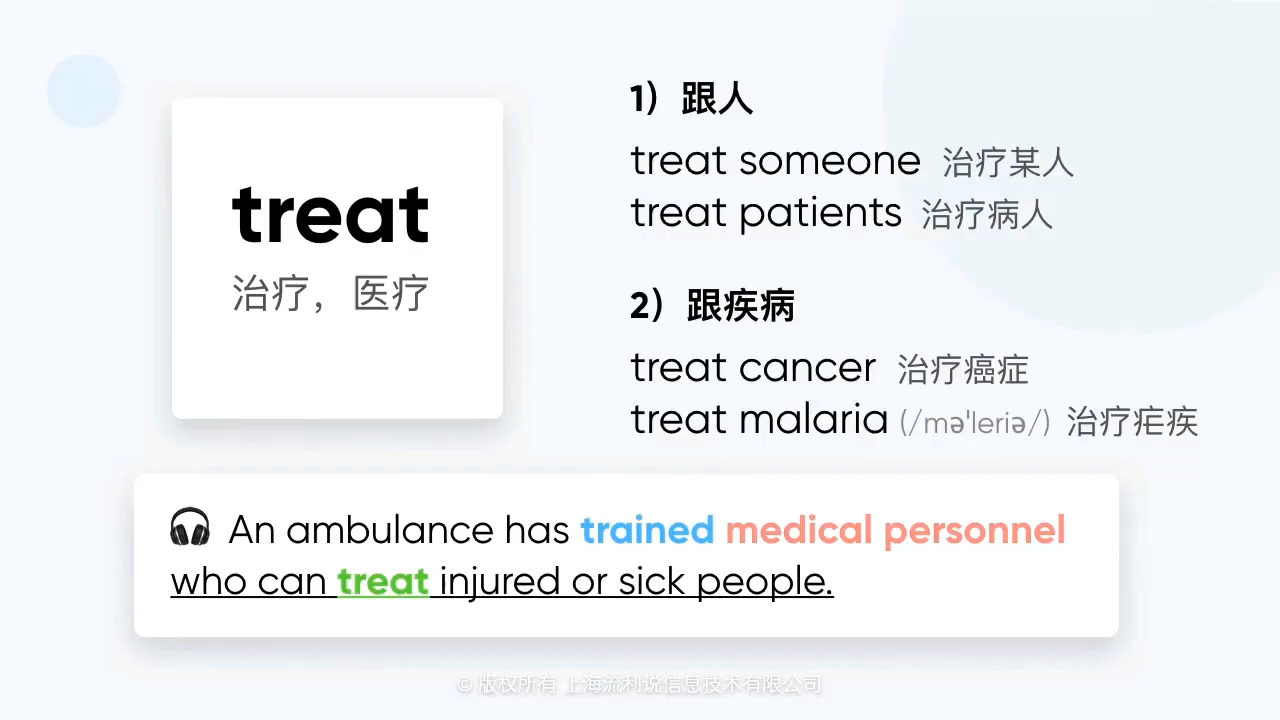 treat
治疗，医疗
1）跟人
treat someone 治疗某人
treat patients 治疗病人
2）跟疾病
treat cancer 治疗癌症
treat malaria (/məˈleriə/) 治疗疟疾
An ambulance has trained medical personnel
who can treat injured or sick people.
© 版权所有 上海流利说信息技术有限公司